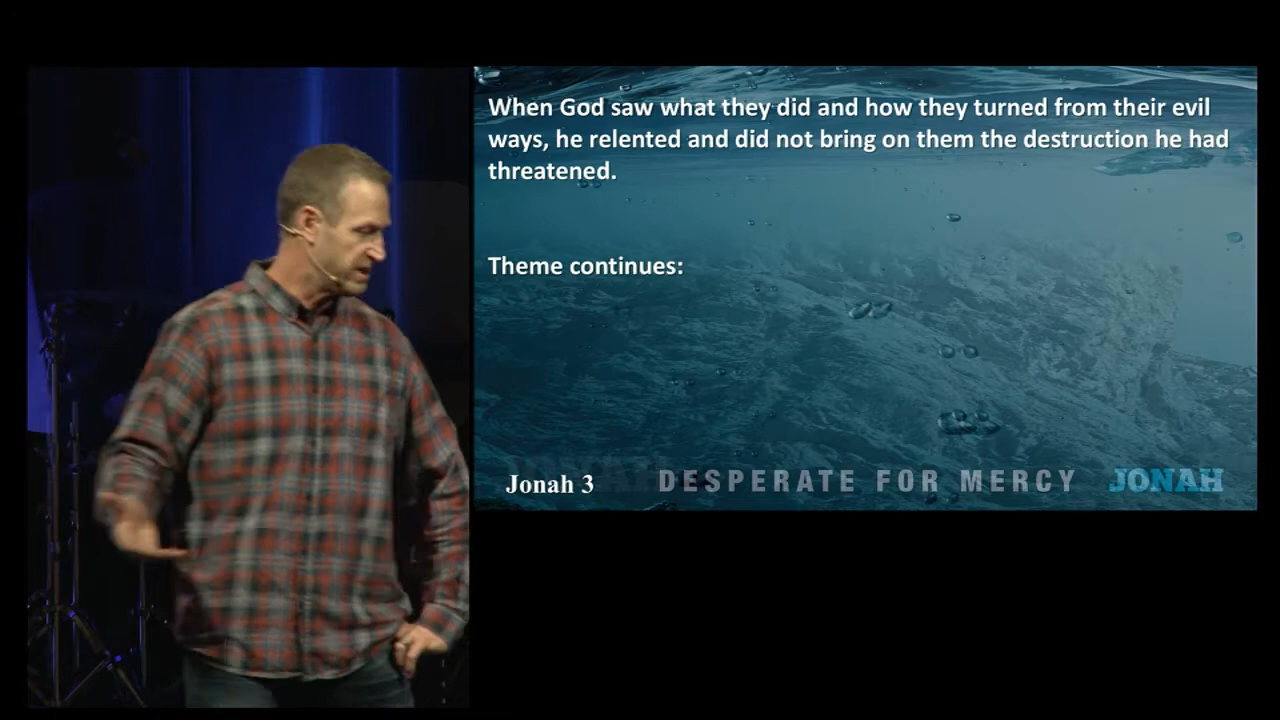 When God saw what they did and how they turned from their evil
ways, he relented and did not bring on them the destruction he had
threatened.
Theme continues:
Jonah 3 DESPERATE FOR MERCY JONAH